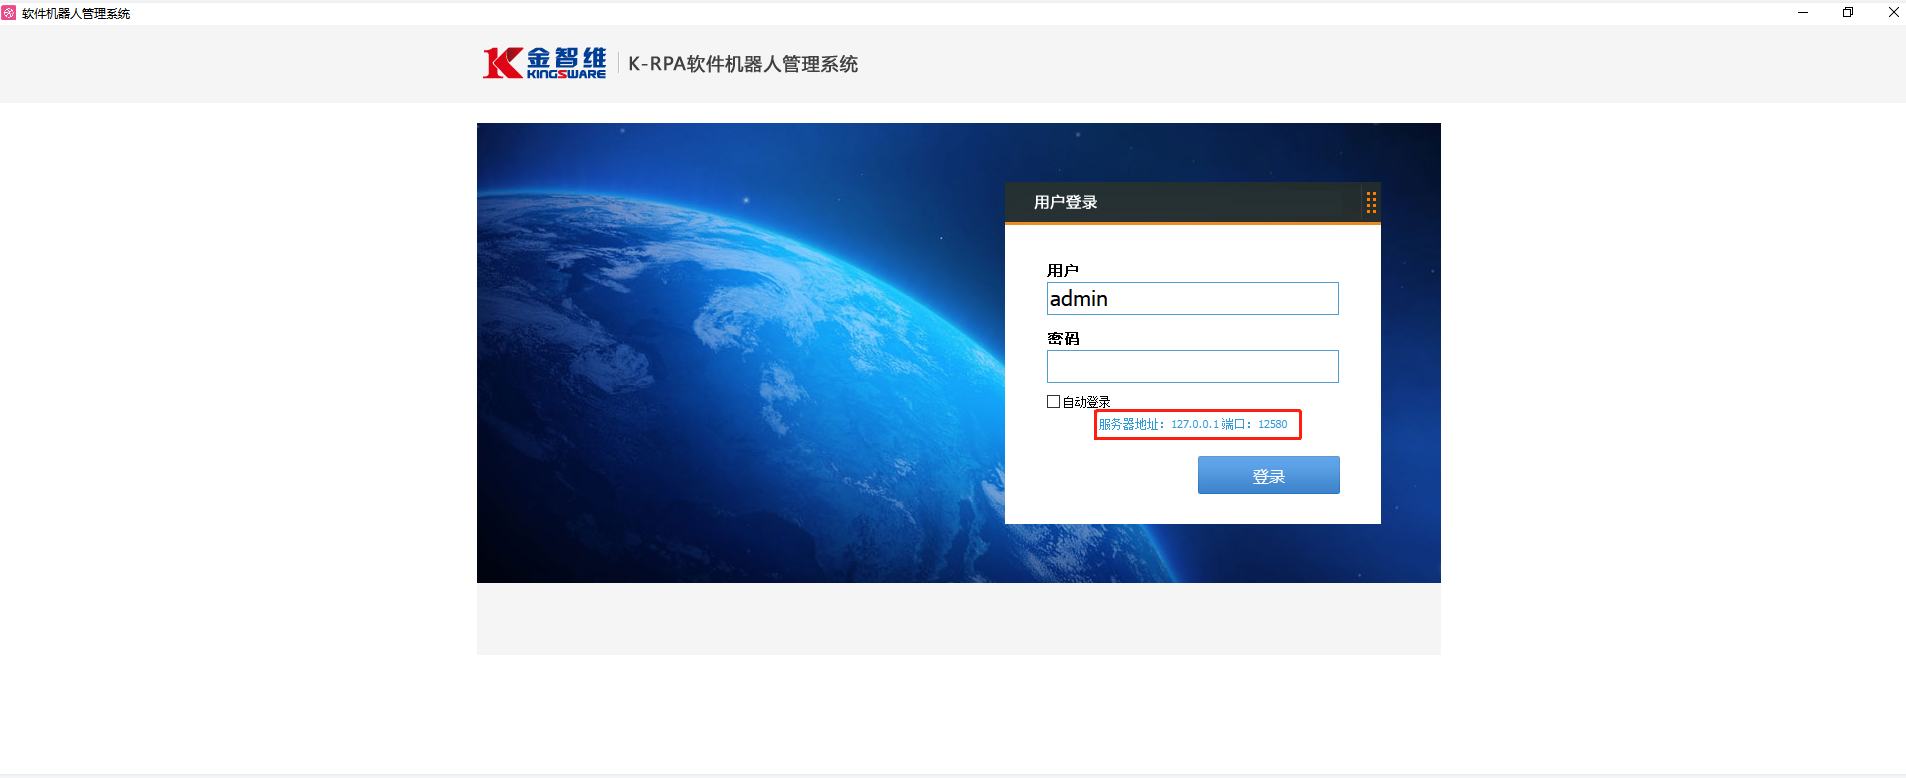 软件机器人管理系统
金智维
KINGSWARE
K-RPA软件机器人管理系统
用户登录
用户
admin
密码
自动登录
服务器地址：127.0.0.1 端口：12580
登录